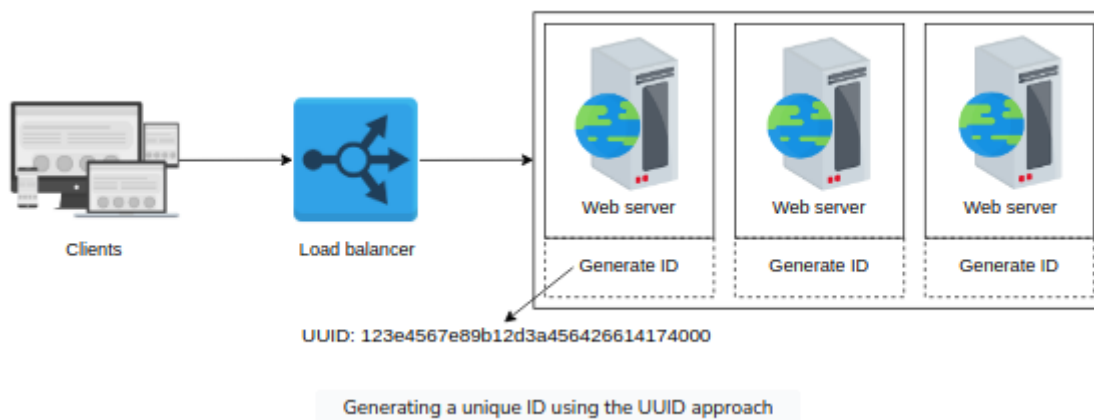 Web server
Web server
Web server
Clients
Load balancer
Generate ID
Generate ID
Generate ID
UUID: 123e4567e89b12d3a456426614174000
Generating a unique ID using the UUID approach